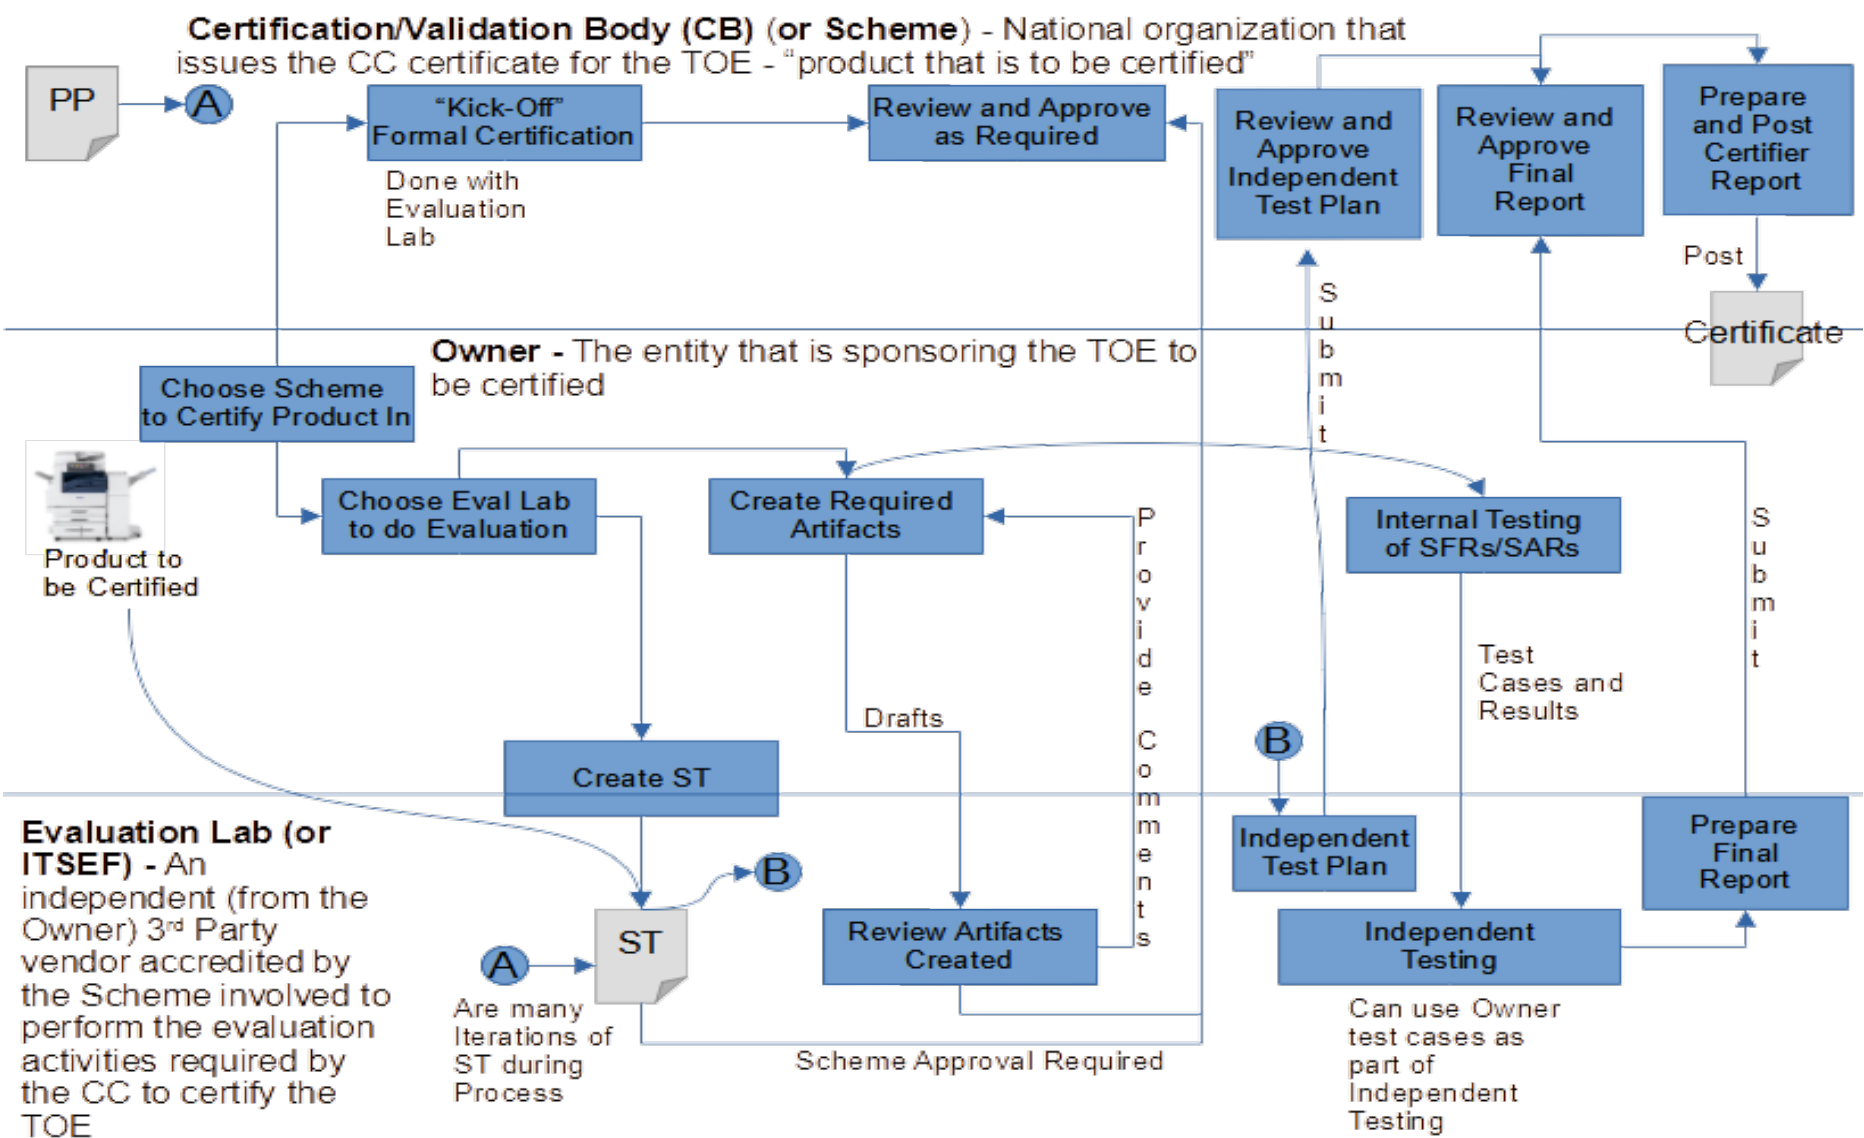 Certification/Validation Body (CB) (or Scheme) - National organization that
issues the CC certificate for the TOE - “product that is to be certified”
PP
A
“Kick-Off”
Formal Certification
Done with
Evaluation
Lab
Review and Approve
as Required
Review and
Approve
Independent
Test Plan
Review and
Approve
Final
Report
Prepare
and Post
Certifier
Report
Post
Certificate
Submit
Owner - The entity that is sponsoring the TOE to
be certified
Choose Scheme
to Certify Product In
Product to
be Certified
Choose Eval Lab
to do Evaluation
Create Required
Artifacts
Provide Comments
Internal Testing
of SFRs/SARs
Submit
Test
Cases and
Results
Drafts
B
Create ST
Evaluation Lab (or
ITSEF) - An
independent (from the
Owner) 3rd Party
vendor accredited by
the Scheme involved to
perform the evaluation
activities required by
the CC to certify the
TOE
B
ST
A
Are many
Iterations of
ST during
Process
Review Artifacts
Created
Scheme Approval Required
Independent
Test Plan
Independent
Testing
Can use Owner
test cases as
part of
Independent
Testing
Prepare
Final
Report